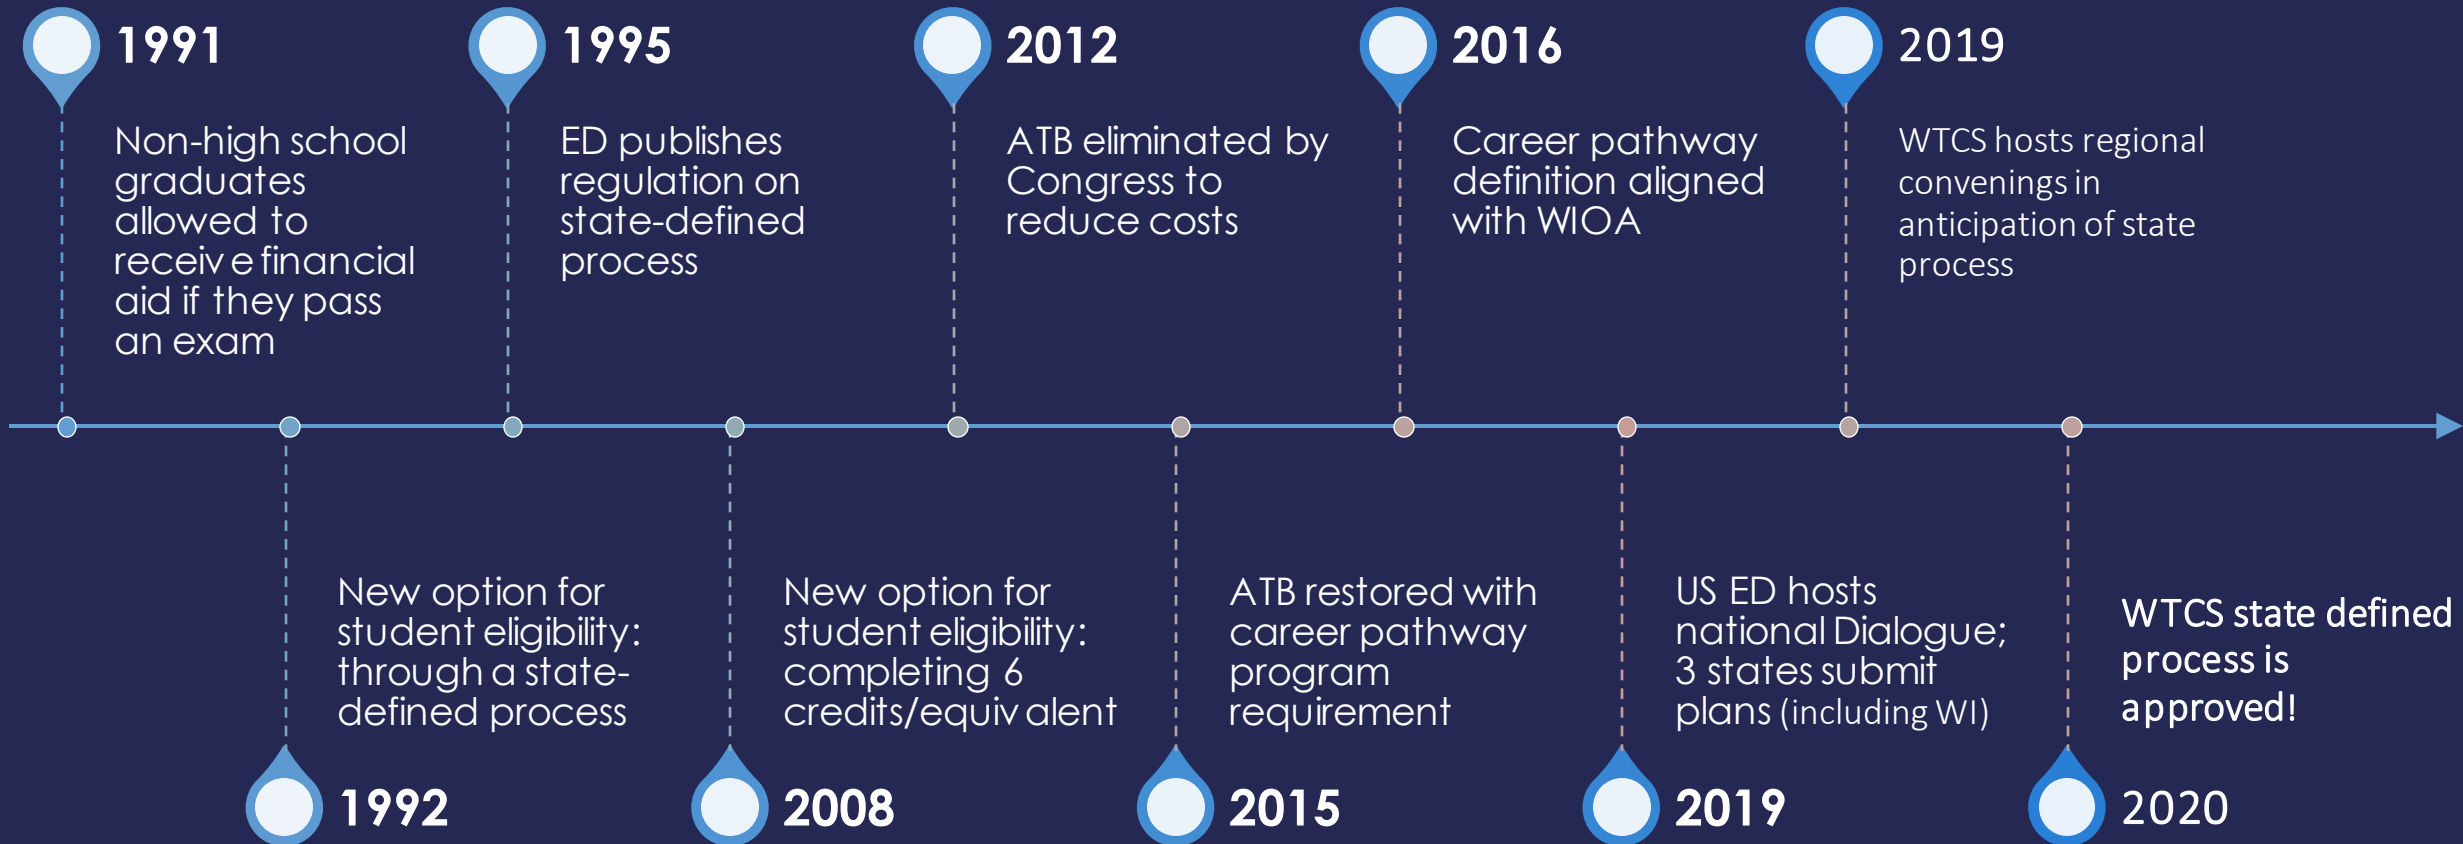 1991
Non-high school
graduates
allowed to
receive financial
aid if they pass
an exam
1992
New option for
student eligibility:
through a state-
defined process
1995
ED publishes
regulation on
state-defined
process
2008
New option for
student eligibility:
completing 6
credits/equivalent
2012
ATB eliminated by
Congress to
reduce costs
2015
ATB restored with
career pathway
program
requirement
2016
Career pathway
definition aligned
with WIOA
2019
US ED hosts
national Dialogue;
3 states submit
plans (including WI)
2019
WTCS hosts regional
convenings in
anticipation of state
process
2020
WTCS state defined
process is
approved!